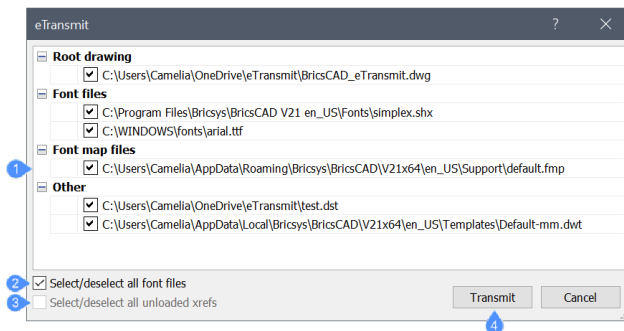 eTransmit
Root drawing
C:\Users\Camelia\OneDrive\eTransmit\BricsCAD_eTransmit.dwg
Font files
C:\Program Files\Bricsys\BricsCAD V21 en_US\Fonts\simplex.shx
C:\WINDOWS\fonts\arial.ttf
Font map files
1 C:\Users\Camelia\AppData\Roaming\Bricsys\BricsCAD\V21x64\en_US\Support\default.fmp
Other
C:\Users\Camelia\OneDrive\eTransmit\test.dst
C:\Users\Camelia\AppData\Local\Bricsys\BricsCAD\V21x64\en_US\Templates\Default-mm.dwt
2 Select/deselect all font files
3 Select/deselect all unloaded xrefs
Transmit Cancel
4